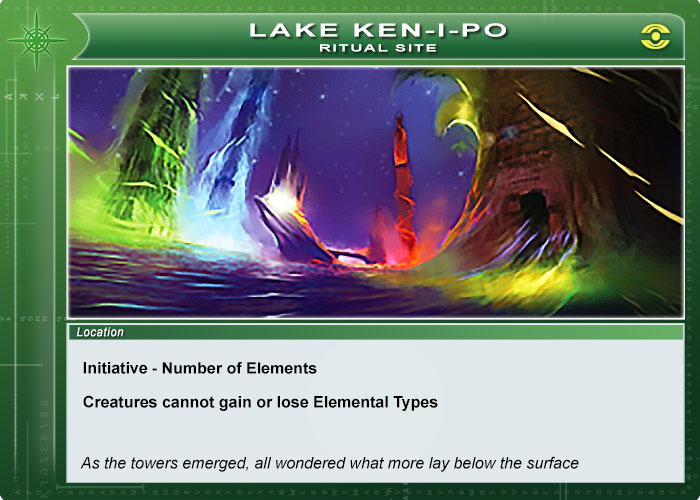 LAKE KEN-I-PO
RITUAL SITE
Location
Initiative - Number of Elements
Creatures cannot gain or lose Elemental Types
As the towers emerged, all wondered what more lay below the surface